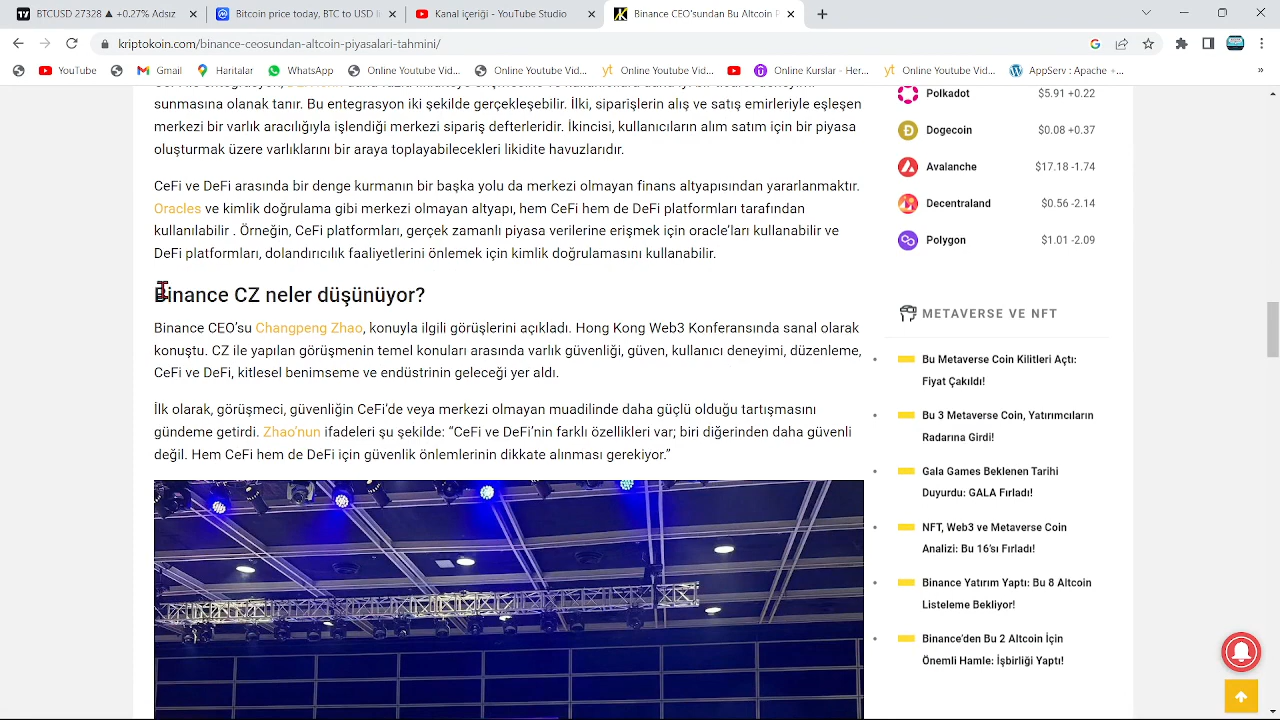 BTCUSD 27328 ▲ +0.27%
Bitcoin price today, BTC to USD li
Kanal içeriği - YouTube Studio
Binance CEO'sundan Altcoin P
kriptokoin.com/binance-ceosundan-altcoin-piyasalari-tahmini/
YouTube
Gmail
Haritalar
WhatsApp
Online Youtube Vid...
Online Youtube Vid...
yt Online Youtube Vid...
Online Kurslar - Her...
yt Online Youtube Vid...
AppServ : Apache +...
»
sunmasına olanak tanır. Bu entegrasyon iki şekilde gerçekleşebilir. İlki, siparişlerin alış ve satış emirleriyle eşleşen
merkezi bir varlık aracılığıyla işlendiği merkezi sipariş defterleridir. İkincisi, kullanıcıların alım satım için bir piyasa
oluşturmak üzere varlıklarını bir araya toplayabilecekleri likidite havuzlarıdır.
CeFi ve DeFi arasında bir denge kurmanın bir başka yolu da merkezi olmayan finans altyapısından yararlanmaktır.
Oracles ve kimlik doğrulama gibi merkezi olmayan altyapı, hem CeFi hem de DeFi platformları tarafından
kullanılabilir . Örneğin, CeFi platformları, gerçek zamanlı piyasa verilerine erişmek için oracle'ları kullanabilir ve
DeFi platformları, dolandırıcılık faaliyetlerini önlemek için kimlik doğrulamayı kullanabilir.
Binance CZ neler düşünüyor?
Binance CEO'su Changpeng Zhao, konuyla ilgili görüşlerini açıkladı. Hong Kong Web3 Konferansında sanal olarak
konuştu. CZ ile yapılan görüşmenin temel konuları arasında varlık güvenliği, güven, kullanıcı deneyimi, düzenleme,
CeFi ve DeFi, kitlesel benimseme ve endüstrinin geleceği yer aldı.
İlk olarak, görüşmeci, güvenliğin CeFi'de veya merkezi olmayan muadilinde daha güçlü olduğu tartışmasını
gündeme getirdi. Zhao'nun ifadeleri şu şekilde: “CeFi ve DeFi'nin farklı özellikleri var; biri diğerinden daha güvenli
değil. Hem CeFi hem de DeFi için güvenlik önlemlerinin dikkate alınması gerekiyor.”
Polkadot $5.91 +0.22
Dogecoin $0.08 +0.37
Avalanche $17.18 -1.74
Decentraland $0.56 -2.14
Polygon $1.01 -2.09
METAVERSE VE NFT
Bu Metaverse Coin Kilitleri Açtı:
Fiyat Çakıldı!
Bu 3 Metaverse Coin, Yatırımcıların
Radarına Girdi!
Gala Games Beklenen Tarihi
Duyurdu: GALA Fırladı!
NFT, Web3 ve Metaverse Coin
Analizi: Bu 16'sı Fırladı!
Binance Yatırım Yaptı: Bu 8 Altcoin
Listeleme Bekliyor!
Binance'den Bu 2 Altcoin İçin
Önemli Hamle: İşbirliği Yaptı!